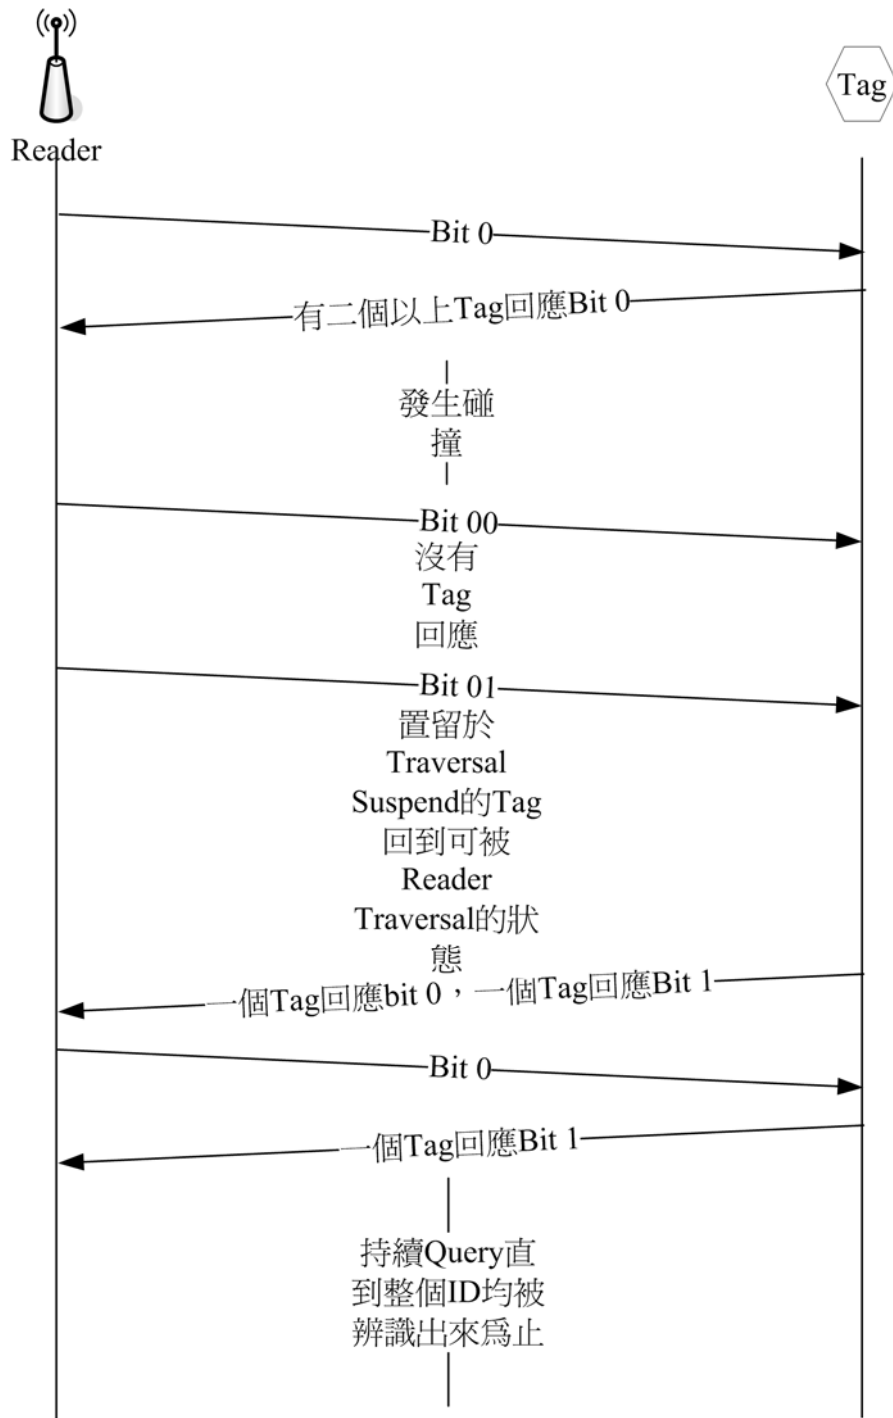 Reader
Tag
Bit 0
有二個以上Tag回應Bit 0
發生碰
撞
Bit 00
沒有
Tag
回應
Bit 01
置留於
Traversal
Suspend的Tag
回到可被
Reader
Traversal的狀
態
一個Tag回應bit 0，一個Tag回應Bit 1
Bit 0
一個Tag回應Bit 1
持續Query直
到整個ID均被
辨識出來爲止